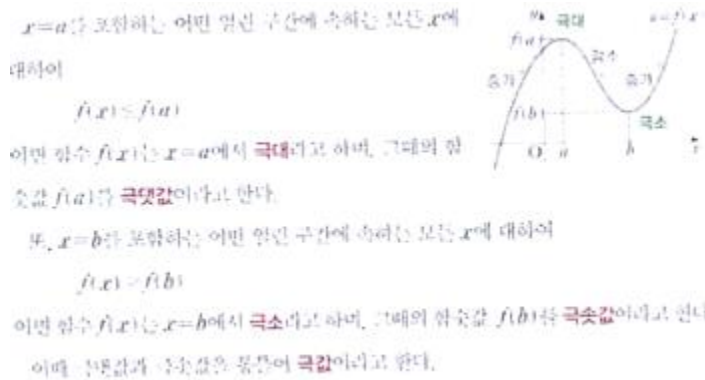 x=a를 포함하는 어떤 열린 구간에 속하는 모든 x에
대하여
f(x)≤f(a)
이면 함수 f(x)는 x=a에서 극대라고 하며, 그때의 함
숫값 f(a)를 극댓값이라고 한다.
또, x=b를 포함하는 어떤 열린 구간에 속하는 모든 x에 대하여
f(x)≥f(b)
이면 함수 f(x)는 x=b에서 극소라고 하며, 그때의 함숫값 f(b)를 극솟값이라고 한다.
이때 극댓값과 극솟값을 통틀어 극값이라고 한다.
y
극대
y=f(x)
f(a)
감소
증가
증가
f(b)
극소
O
a
b
x